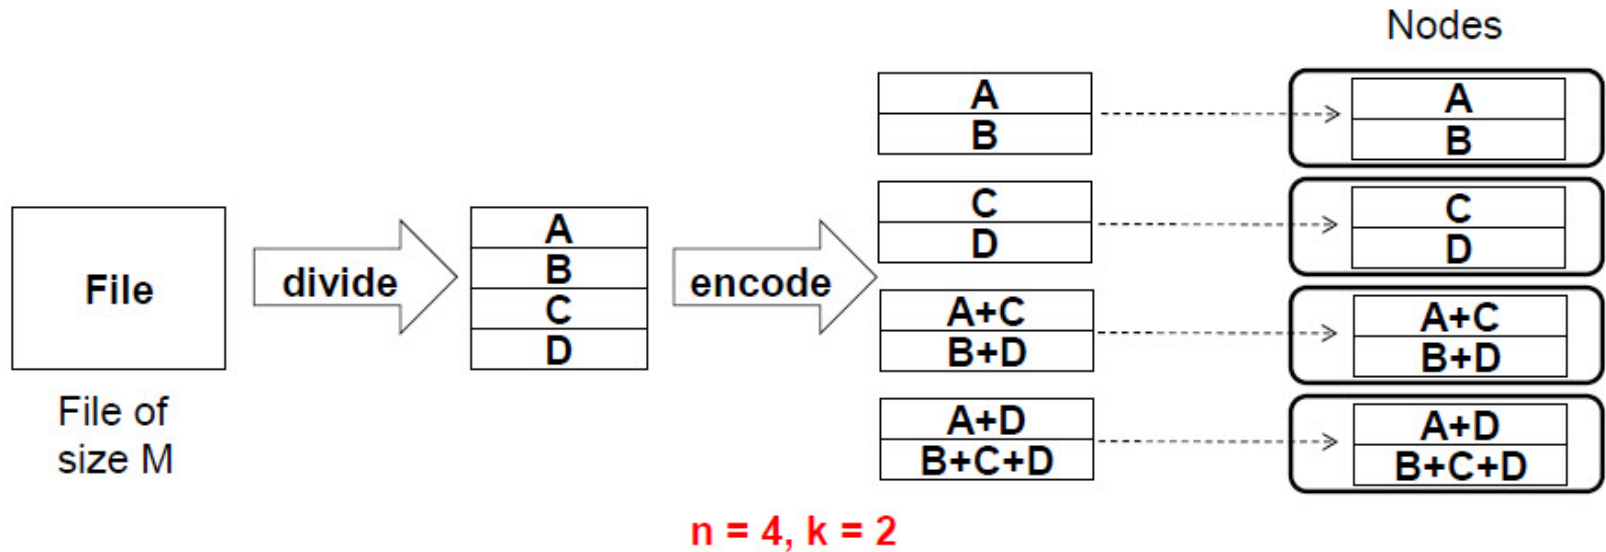 Nodes
File
File of
size M
divide
A
B
C
D
encode
A
B
C
D
A+C
B+D
A+D
B+C+D
A
B
C
D
A+C
B+D
A+D
B+C+D
n = 4, k = 2